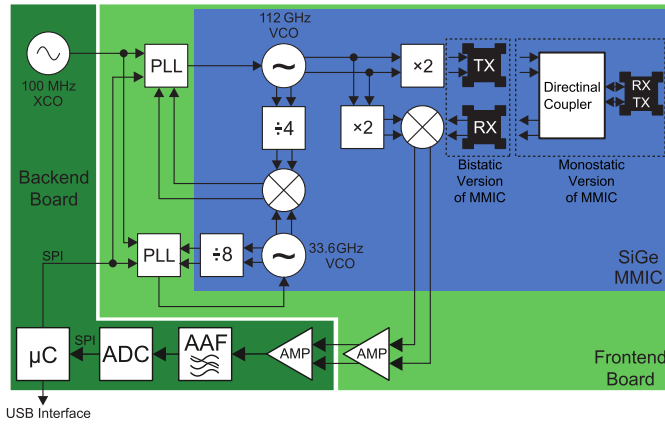 112 GHz
VCO
100 MHz
XCO
PLL
×2
TX
÷4
×2
RX
Directinal
Coupler
RX
TX
Bistatic
Version
of MMIC
Monostatic
Version
of MMIC
Backend
Board
SPI
PLL
÷8
33.6GHz
VCO
SiGe
MMIC
µC
SPI
ADC
AAF
AMP
AMP
Frontend
Board
USB Interface